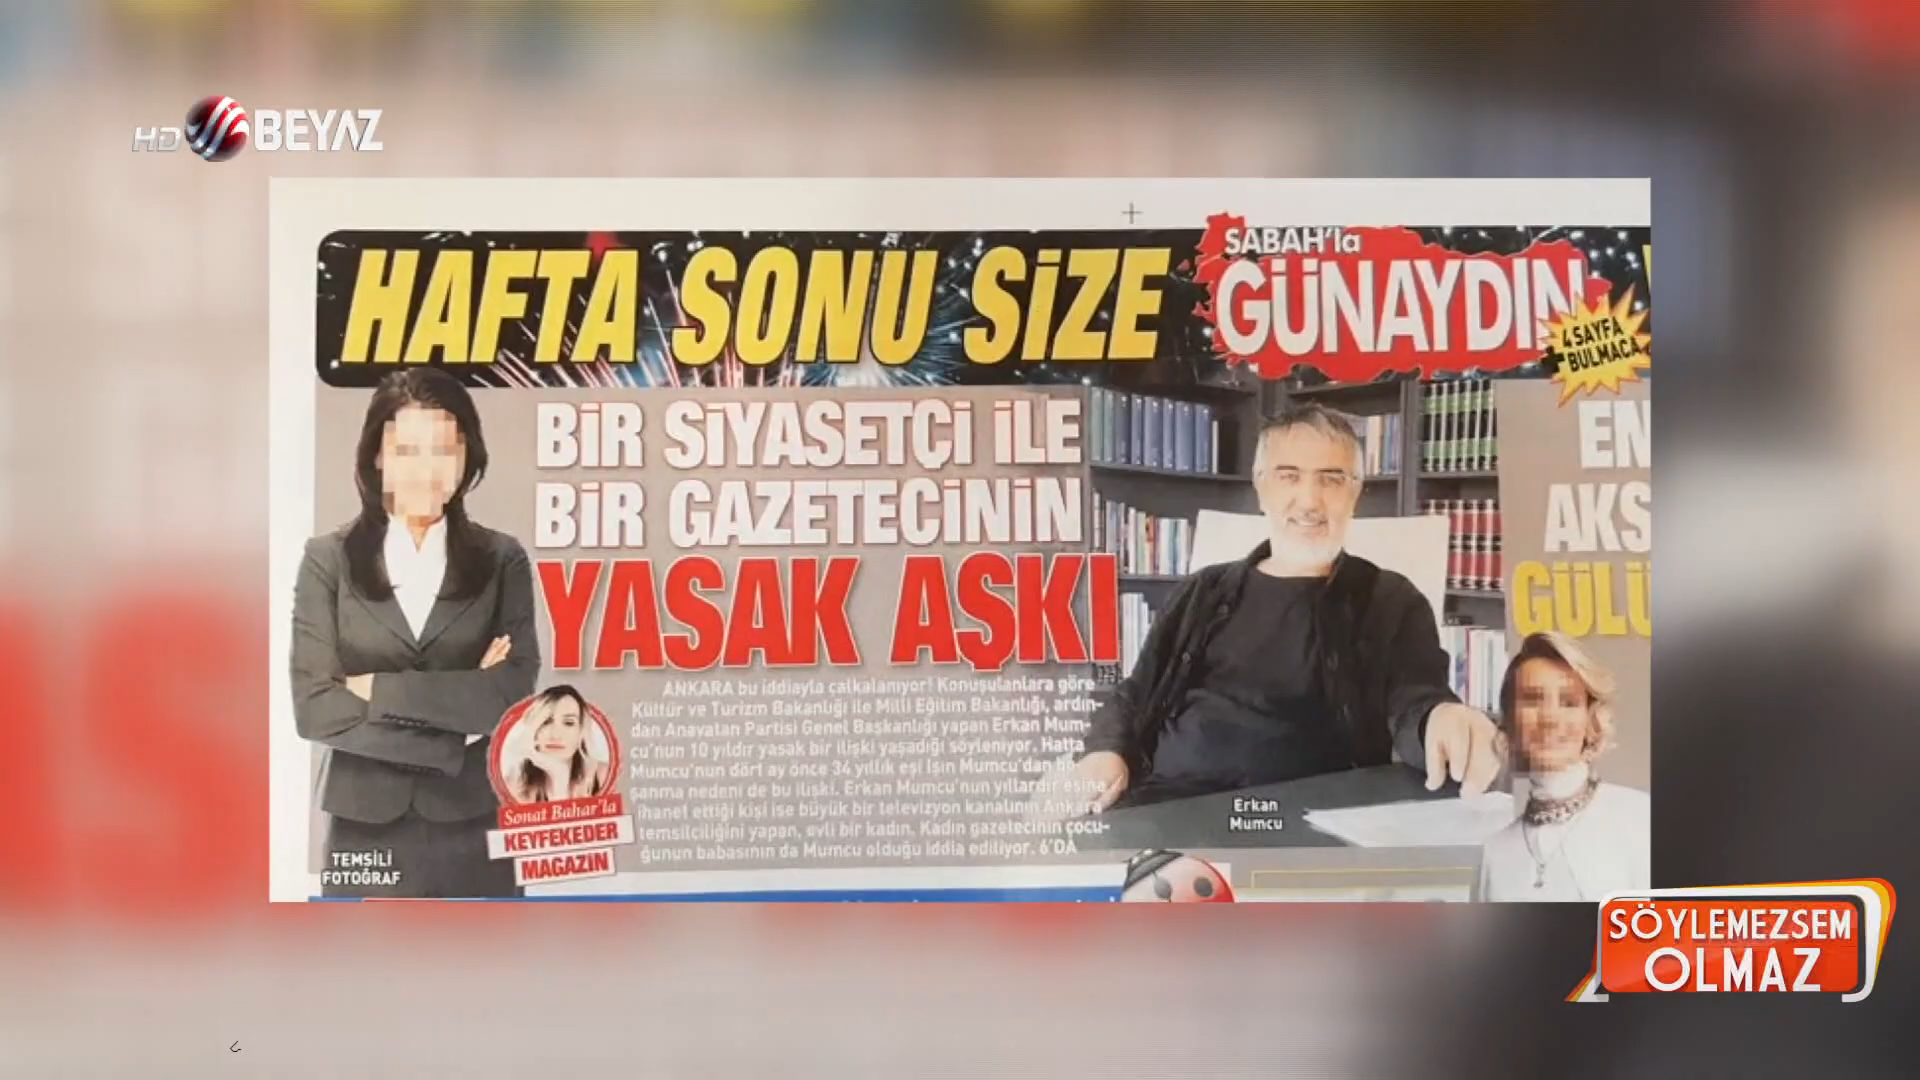 HD BEYAZ
HAFTA SONU SİZE
SABAH'la
GÜNAYDIN
+4 SAYFA
BULMACA
BİR SİYASETÇİ İLE
BİR GAZETECİNİN
YASAK AŞKI
EN
AKS
GÜLÜ
ANKARA bu iddiayla çalkalanıyor! Konuşulanlara göre
Kültür ve Turizm Bakanlığı ile Milli Eğitim Bakanlığı, ardın-
dan Anavatan Partisi Genel Başkanlığı yapan Erkan Mum-
cu'nun 10 yıldır yasak bir ilişki yaşadığı söyleniyor. Hatta
Mumcu'nun dört ay önce 34 yıllık eşi Işın Mumcu'dan bo-
şanma nedeni de bu ilişki. Erkan Mumcu'nun yıllardır eşine
ihanet ettiği kişi ise büyük bir televizyon kanalının Ankara
temsilciliğini yapan, evli bir kadın. Kadın gazetecinin çocu-
ğunun babasının da Mumcu olduğu iddia ediliyor. 6'DA
Sonat Bahar'la
KEYFEKEDER
MAGAZİN
TEMSİLİ
FOTOĞRAF
Erkan
Mumcu
SÖYLEMEZSEM
OLMAZ